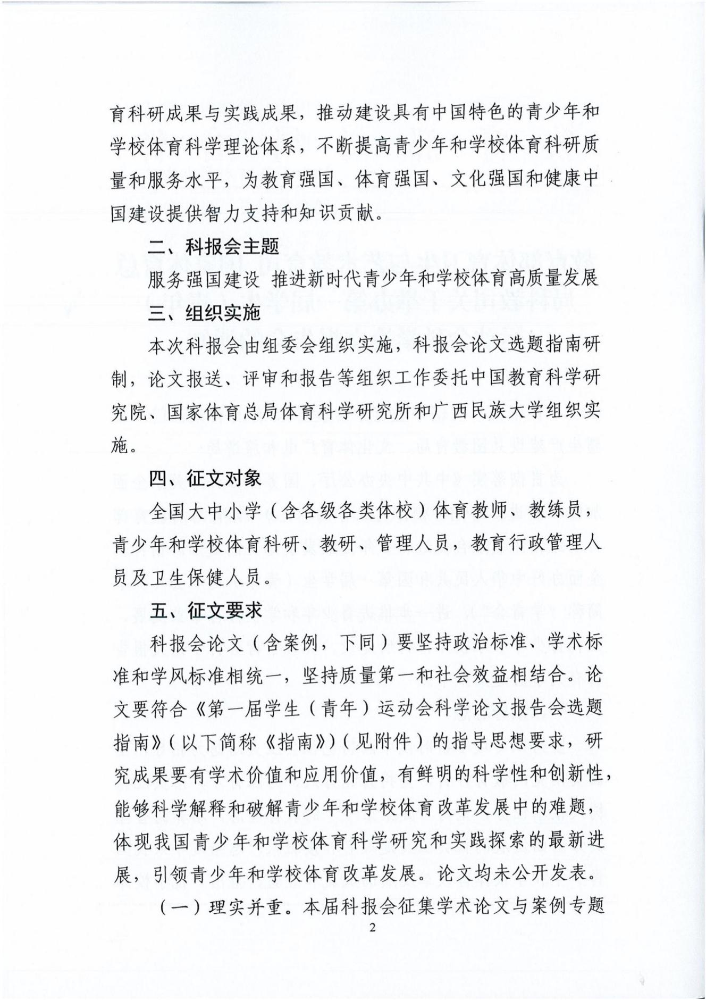 育科研成果与实践成果，推动建设具有中国特色的青少年和
学校体育科学理论体系，不断提高青少年和学校体育科研质
量和服务水平，为教育强国、体育强国、文化强国和健康中
国建设提供智力支持和知识贡献。
二、科报会主题
服务强国建设 推进新时代青少年和学校体育高质量发展
三、组织实施
本次科报会由组委会组织实施，科报会论文选题指南研
制，论文报送、评审和报告等组织工作委托中国教育科学研
究院、国家体育总局体育科学研究所和广西民族大学组织实
施。
四、征文对象
全国大中小学（含各级各类体校）体育教师、教练员，
青少年和学校体育科研、教研、管理人员，教育行政管理人
员及卫生保健人员。
五、征文要求
科报会论文（含案例，下同）要坚持政治标准、学术标
准和学风标准相统一，坚持质量第一和社会效益相结合。论
文要符合《第一届学生（青年）运动会科学论文报告会选题
指南》（以下简称《指南》）（见附件）的指导思想要求，研
究成果要有学术价值和应用价值，有鲜明的科学性和创新性，
能够科学解释和破解青少年和学校体育改革发展中的难题，
体现我国青少年和学校体育科学研究和实践探索的最新进
展，引领青少年和学校体育改革发展。论文均未公开发表。
（一）理实并重。本届科报会征集学术论文与案例专题
2